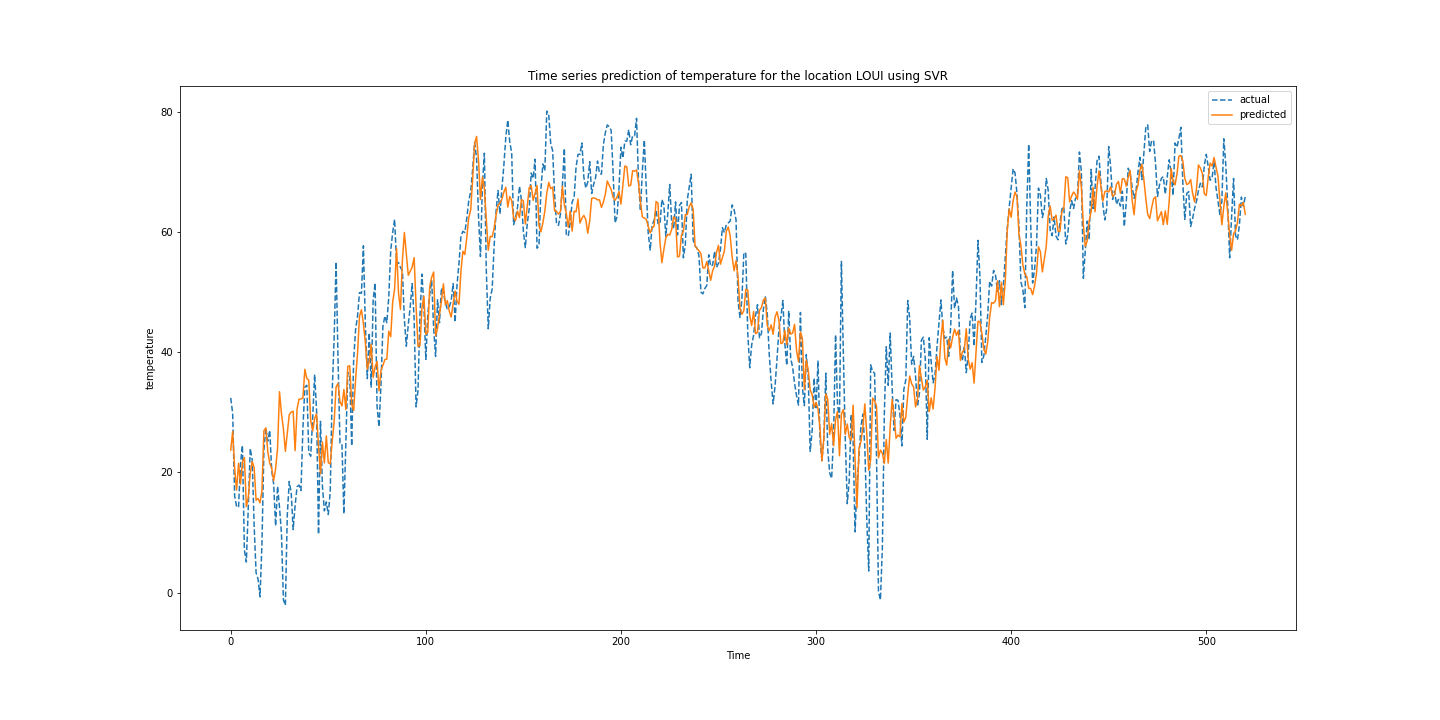 Time series prediction of temperature for the location LOUI using SVR
actual
predicted
80
60
40
20
0
temperature
0 100 200 300 400 500
Time